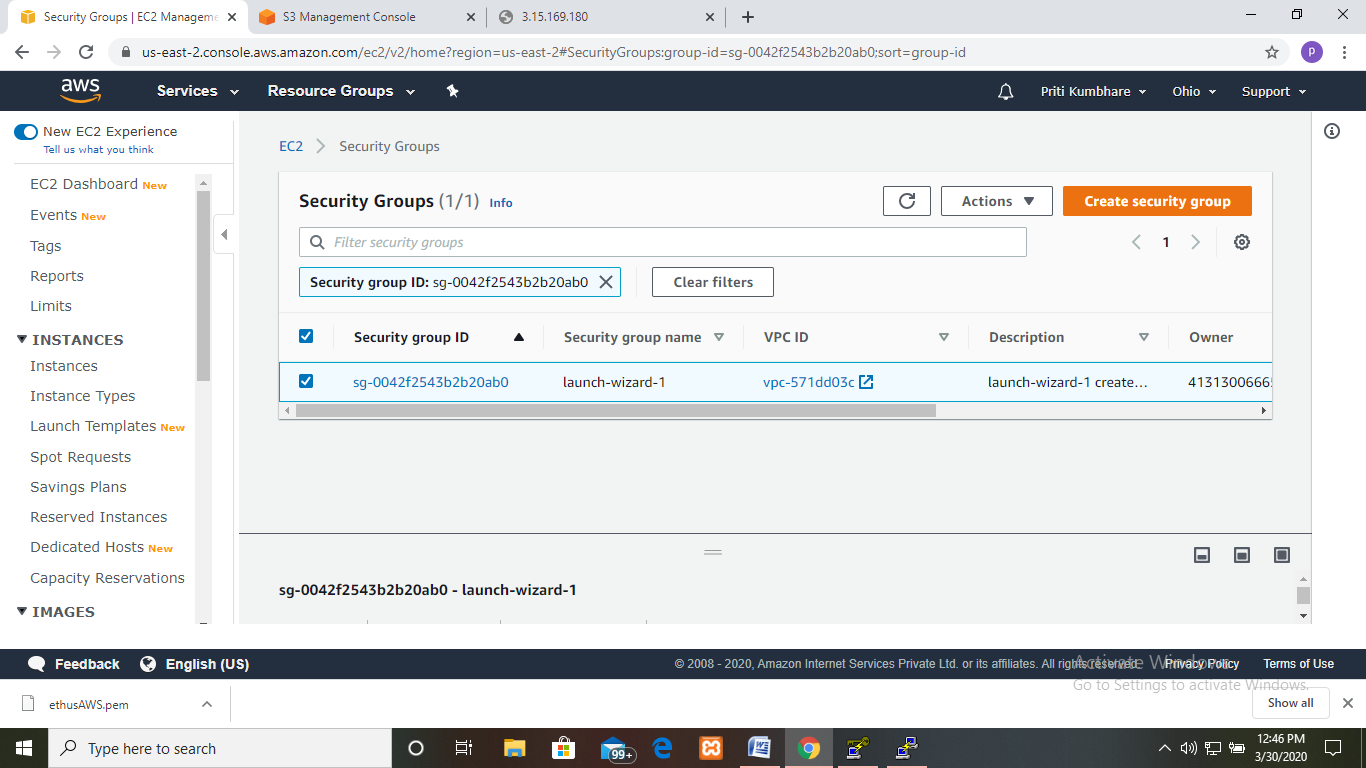 Security Groups | EC2 Manageme
S3 Management Console
3.15.169.180
us-east-2.console.aws.amazon.com/ec2/v2/home?region=us-east-2#SecurityGroups:group-id=sg-0042f2543b2b20ab0;sort=group-id
p
aws
Services
Resource Groups
Priti Kumbhare
Ohio
Support
New EC2 Experience
Tell us what you think
EC2 Dashboard New
Events New
Tags
Reports
Limits
INSTANCES
Instances
Instance Types
Launch Templates New
Spot Requests
Savings Plans
Reserved Instances
Dedicated Hosts New
Capacity Reservations
IMAGES
EC2
Security Groups
Security Groups (1/1) Info
Actions
Create security group
Filter security groups
1
Security group ID: sg-0042f2543b2b20ab0
Clear filters
Security group ID
Security group name
VPC ID
Description
Owner
sg-0042f2543b2b20ab0
launch-wizard-1
vpc-571dd03c
launch-wizard-1 create...
41313006665
sg-0042f2543b2b20ab0 - launch-wizard-1
Feedback
English (US)
© 2008 - 2020, Amazon Internet Services Private Ltd. or its affiliates. All rights reserved.
Privacy Policy
Terms of Use
Activate Windows
Go to Settings to activate Windows.
ethusAWS.pem
Show all
Type here to search
99+
12:46 PM
3/30/2020